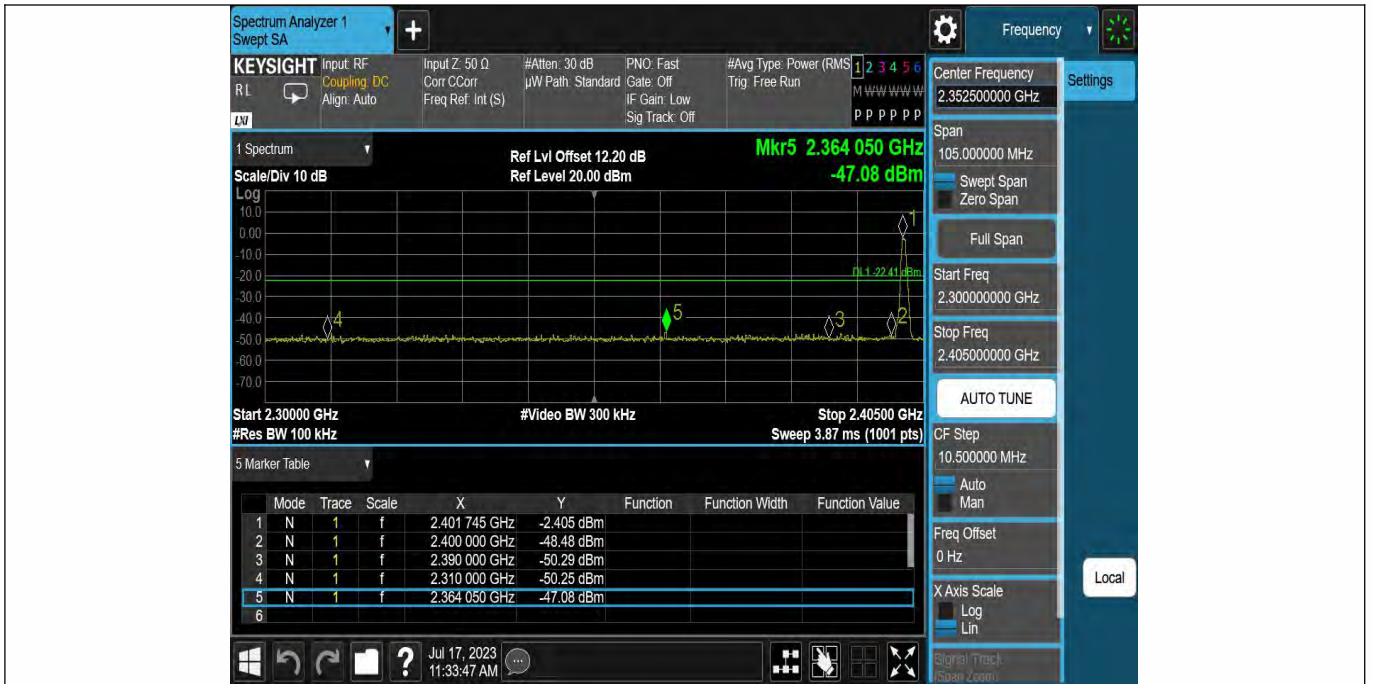 Spectrum Analyzer 1
Swept SA
+
Frequency
KEYSIGHT
RL
LXI
Input: RF
Coupling: DC
Align: Auto
Input Z: 50 Ω
Corr CCorr
Freq Ref: Int (S)
#Atten: 30 dB
µW Path: Standard
PNO: Fast
Gate: Off
IF Gain: Low
Sig Track: Off
#Avg Type: Power (RMS
Trig: Free Run
1 2 3 4 5 6
M W W W W W
P P P P P P
1 Spectrum
Scale/Div 10 dB
Ref Lvl Offset 12.20 dB
Ref Level 20.00 dBm
Mkr5 2.364 050 GHz
-47.08 dBm
Log
10.0
0.00
-10.0
-20.0
-30.0
-40.0
-50.0
-60.0
-70.0
1
DL1 -22.41 dBm
4
5
3
2
Start 2.30000 GHz
#Video BW 300 kHz
Stop 2.40500 GHz
#Res BW 100 kHz
Sweep 3.87 ms (1001 pts)
5 Marker Table
Mode Trace Scale X Y Function Function Width Function Value
1 N 1 f 2.401 745 GHz -2.405 dBm
2 N 1 f 2.400 000 GHz -48.48 dBm
3 N 1 f 2.390 000 GHz -50.29 dBm
4 N 1 f 2.310 000 GHz -50.25 dBm
5 N 1 f 2.364 050 GHz -47.08 dBm
6
?
Jul 17, 2023
11:33:47 AM
Center Frequency
2.352500000 GHz
Settings
Span
105.000000 MHz
Swept Span
Zero Span
Full Span
Start Freq
2.300000000 GHz
Stop Freq
2.405000000 GHz
AUTO TUNE
CF Step
10.500000 MHz
Auto
Man
Freq Offset
0 Hz
Local
X Axis Scale
Log
Lin
Signal Track
(Span Zoom)